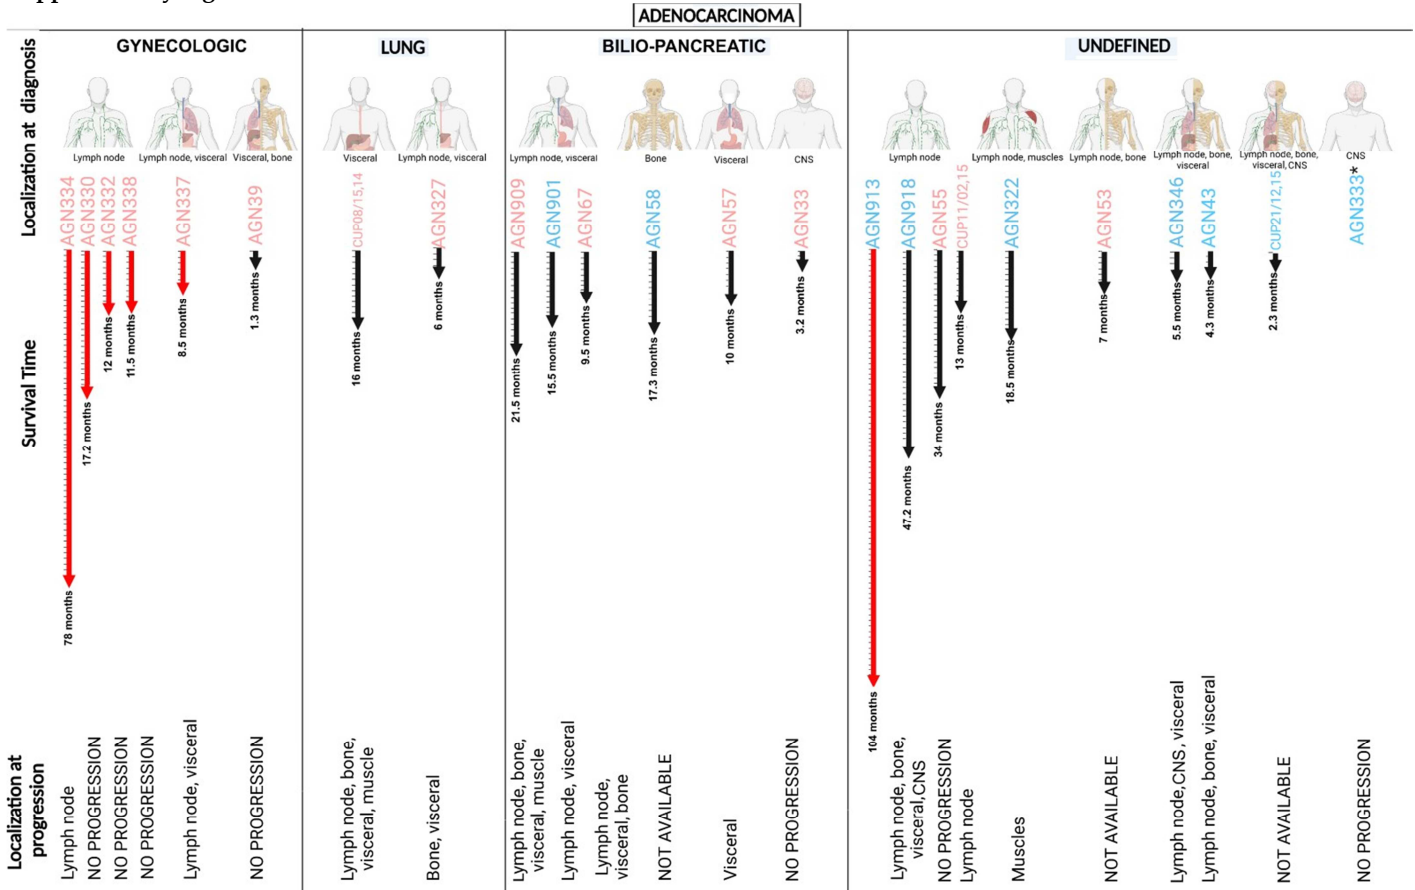 ADENOCARCINOMA
GYNECOLOGIC
LUNG
BILIO-PANCREATIC
UNDEFINED
Localization at diagnosis
Lymph node
Lymph node, visceral
Visceral, bone
Visceral
Lymph node, visceral
Lymph node, visceral
Bone
Visceral
CNS
Lymph node
Lymph node, muscles
Lymph node, bone
Lymph node, bone,
visceral
Lymph node, bone,
visceral, CNS
CNS
AGN334
AGN330
AGN332
AGN338
AGN337
AGN39
CUP08/15,14
AGN327
AGN909
AGN901
AGN67
AGN58
AGN57
AGN33
AGN913
AGN918
AGN55
CUP11/02,15
AGN322
AGN53
AGN346
AGN43
CUP21/12,15
AGN333*
Survival Time
78 months
17.2 months
12 months
11.5 months
8.5 months
1.3 months
16 months
6 months
21.5 months
15.5 months
9.5 months
17.3 months
10 months
3.2 months
104 months
47.2 months
34 months
13 months
18.5 months
7 months
5.5 months
4.3 months
2.3 months
Localization at
progression
Lymph node
NO PROGRESSION
NO PROGRESSION
NO PROGRESSION
Lymph node, visceral
NO PROGRESSION
Lymph node, bone,
visceral, muscle
Bone, visceral
Lymph node, bone,
visceral, muscle
Lymph node, visceral
Lymph node,
visceral, bone
NOT AVAILABLE
Visceral
NO PROGRESSION
Lymph node, bone,
visceral,CNS
NO PROGRESSION
Lymph node
Muscles
NOT AVAILABLE
Lymph node,CNS, visceral
Lymph node, bone, visceral
NOT AVAILABLE
NO PROGRESSION